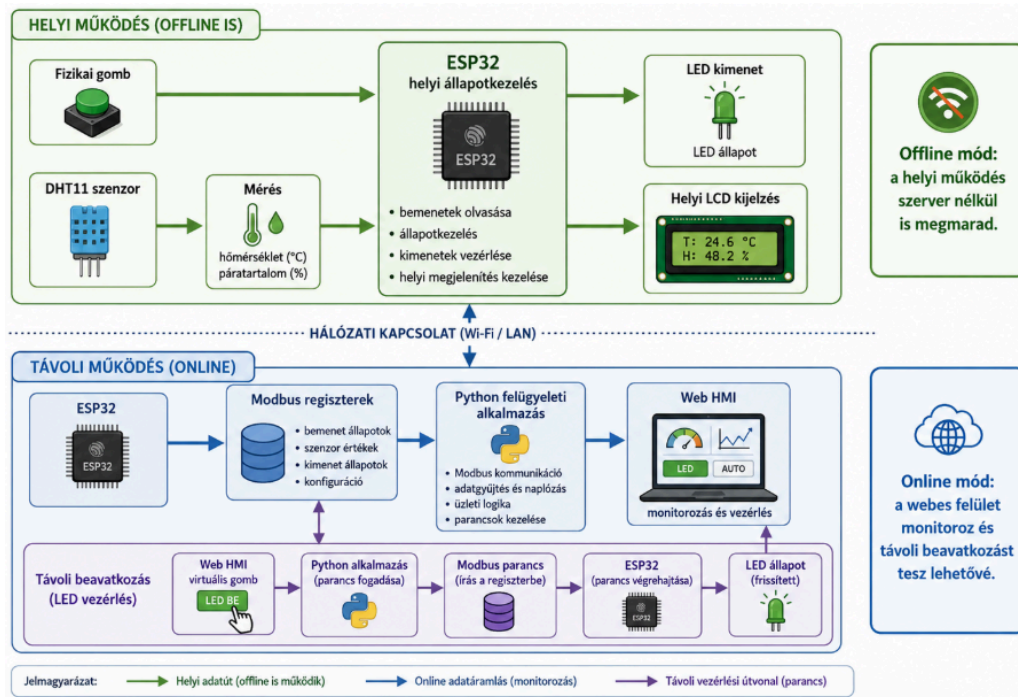 HELYI MŰKÖDÉS (OFFLINE IS)
Fizikai gomb
DHT11 szenzor
Mérés
hőmérséklet (°C)
páratartalom (%)
ESP32
helyi állapotkezelés
ESP32
• bemenetek olvasása
• állapotkezelés
• kimenetek vezérlése
• helyi megjelenítés kezelése
LED kimenet
LED állapot
Helyi LCD kijelzés
T: 24.6 °C
H: 48.2 %
Offline mód:
a helyi működés
szerver nélkül
is megmarad.
HÁLÓZATI KAPCSOLAT (Wi-Fi / LAN)
TÁVOLI MŰKÖDÉS (ONLINE)
ESP32
ESP32
Modbus regiszterek
• bemenet állapotok
• szenzor értékek
• kimenet állapotok
• konfiguráció
Python felügyeleti
alkalmazás
• Modbus kommunikáció
• adatgyűjtés és naplózás
• üzleti logika
• parancsok kezelése
Web HMI
LED
AUTO
monitorozás és vezérlés
Online mód:
a webes felület
monitoroz és
távoli beavatkozást
tesz lehetővé.
Távoli beavatkozás
(LED vezérlés)
Web HMI
virtuális gomb
LED BE
Python alkalmazás
(parancs fogadása)
Modbus parancs
(írás a regiszterbe)
ESP32
(parancs végrehajtása)
LED állapot
(frissített)
Jelmagyarázat:
Helyi adatút (offline is működik)
Online adatáramlás (monitorozás)
Távoli vezérlési útvonal (parancs)